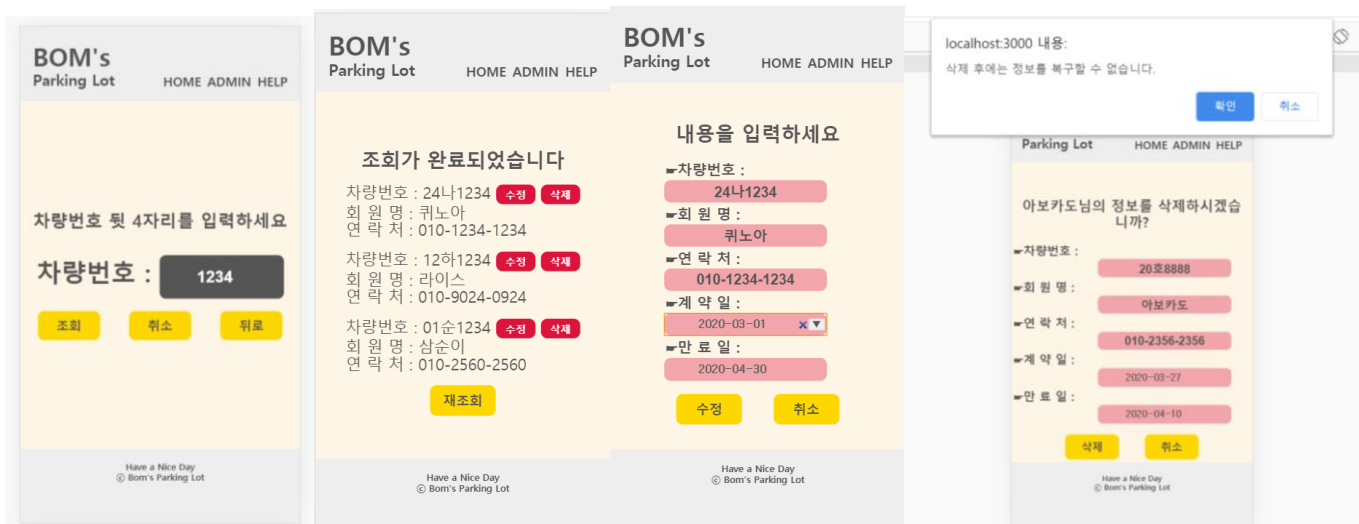 BOM's
Parking Lot
HOME ADMIN HELP
차량번호 뒷 4자리를 입력하세요
차량번호 : 1234
조회 취소 뒤로
Have a Nice Day
ⓒ Bom's Parking Lot
BOM's
Parking Lot
HOME ADMIN HELP
조회가 완료되었습니다
차량번호 : 24나1234 수정 삭제
회 원 명 : 퀴노아
연 락 처 : 010-1234-1234
차량번호 : 12하1234 수정 삭제
회 원 명 : 라이스
연 락 처 : 010-9024-0924
차량번호 : 01순1234 수정 삭제
회 원 명 : 삼순이
연 락 처 : 010-2560-2560
재조회
Have a Nice Day
ⓒ Bom's Parking Lot
BOM's
Parking Lot
HOME ADMIN HELP
내용을 입력하세요
☛차량번호 :
24나1234
☛회 원 명 :
퀴노아
☛연 락 처 :
010-1234-1234
☛계 약 일 :
2020-03-01
☛만 료 일 :
2020-04-30
수정 취소
Have a Nice Day
ⓒ Bom's Parking Lot
localhost:3000 내용:
삭제 후에는 정보를 복구할 수 없습니다.
확인 취소
Parking Lot
HOME ADMIN HELP
아보카도님의 정보를 삭제하시겠습
니까?
☛차량번호 :
20호8888
☛회 원 명 :
아보카도
☛연 락 처 :
010-2356-2356
☛계 약 일 :
2020-03-27
☛만 료 일 :
2020-04-10
삭제 취소
Have a Nice Day
ⓒ Bom's Parking Lot